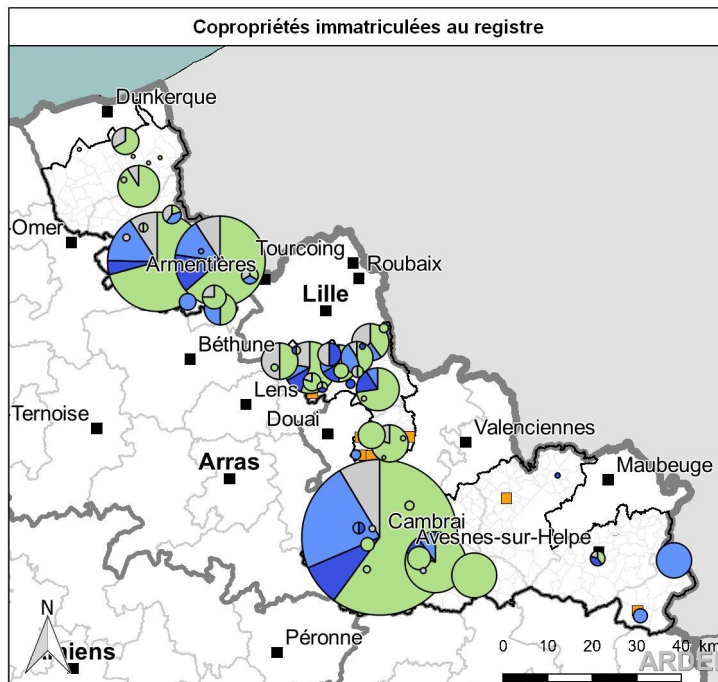 Copropriétés immatriculées au registre
Dunkerque
Omer
Tourcoing
Armentières
Roubaix
Lille
Béthune
Lens
Douai
Ternoise
Valenciennes
Arras
Maubeuge
Cambrai
Avesnes-sur-Helpe
N
Péronne
0 10 20 30 40 km
ARDE